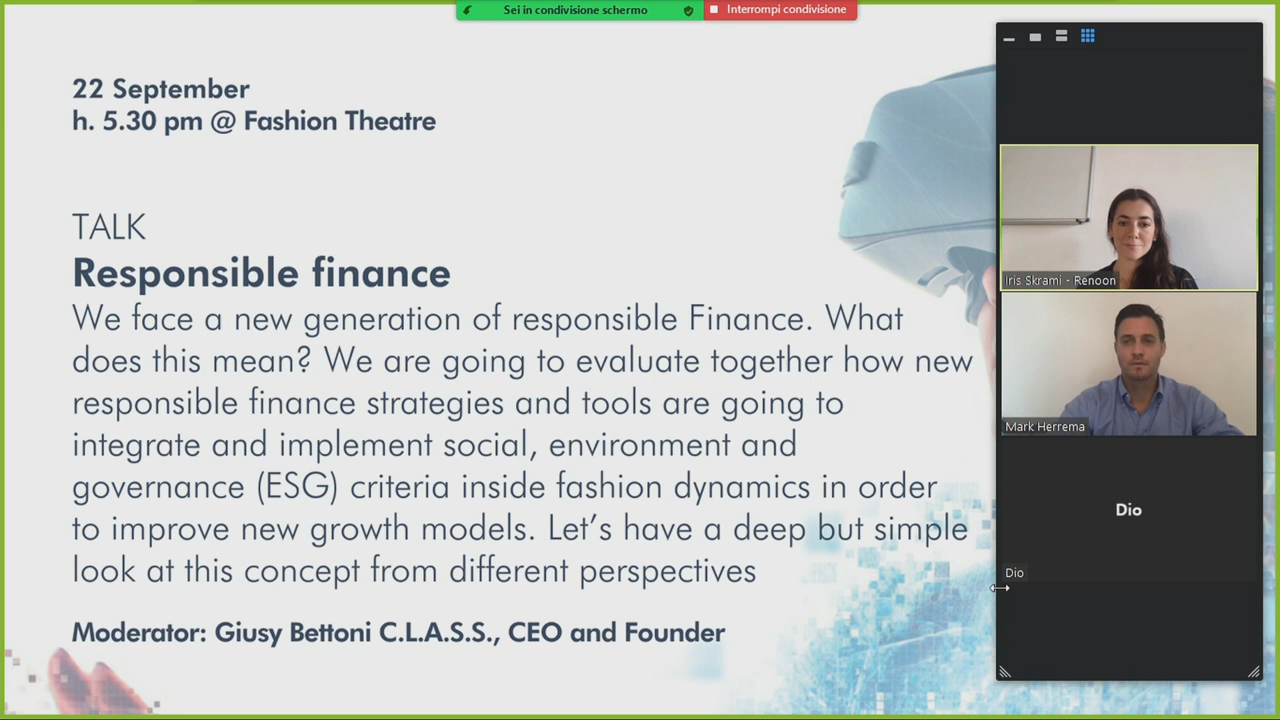 Sei in condivisione schermo
Interrompi condivisione
22 September
h. 5.30 pm @ Fashion Theatre
TALK
Responsible finance
We face a new generation of responsible Finance. What
does this mean? We are going to evaluate together how new
responsible finance strategies and tools are going to
integrate and implement social, environment and
governance (ESG) criteria inside fashion dynamics in order
to improve new growth models. Let's have a deep but simple
look at this concept from different perspectives
Moderator: Giusy Bettoni C.L.A.S.S., CEO and Founder
Iris Skrami - Renoon
Mark Herrema
Dio
Dio